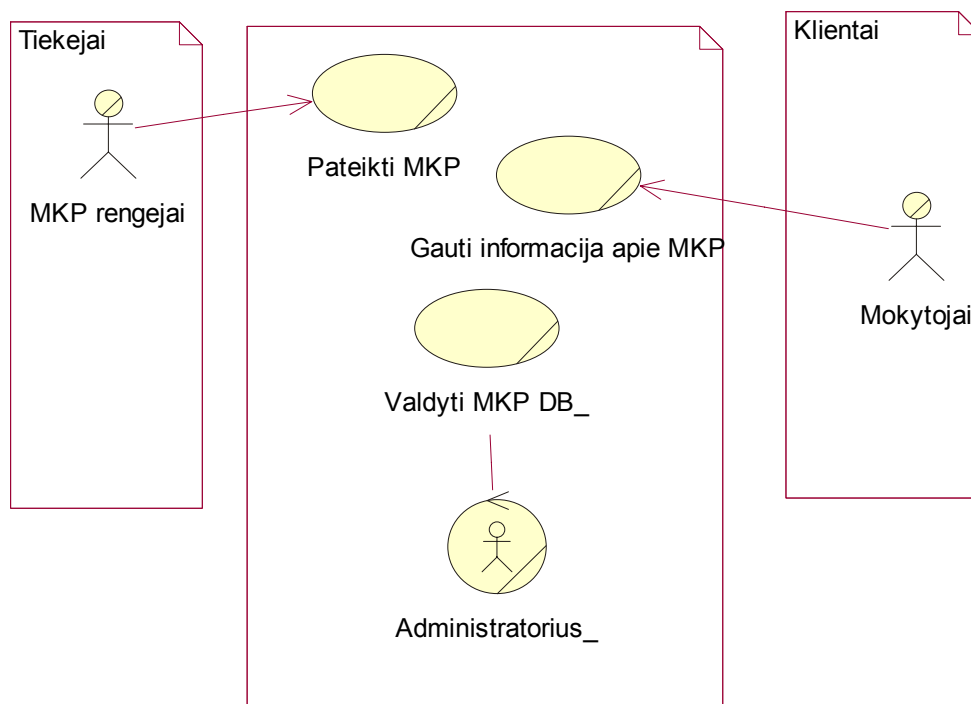 Tiekejai
Klientai
Pateikti MKP
MKP rengejai
Gauti informacija apie MKP
Mokytojai
Valdyti MKP DB_
Administratorius_